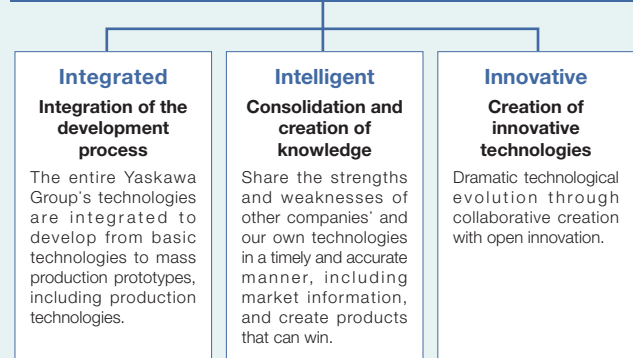 Integrated
Integration of the
development
process
The entire Yaskawa
Group's technologies
are integrated to
develop from basic
technologies to mass
production prototypes,
including production
technologies.
Intelligent
Consolidation and
creation of
knowledge
Share the strengths
and weaknesses of
other companies' and
our own technologies
in a timely and accurate
manner, including
market information,
and create products
that can win.
Innovative
Creation of
innovative
technologies
Dramatic technological
evolution through
collaborative creation
with open innovation.